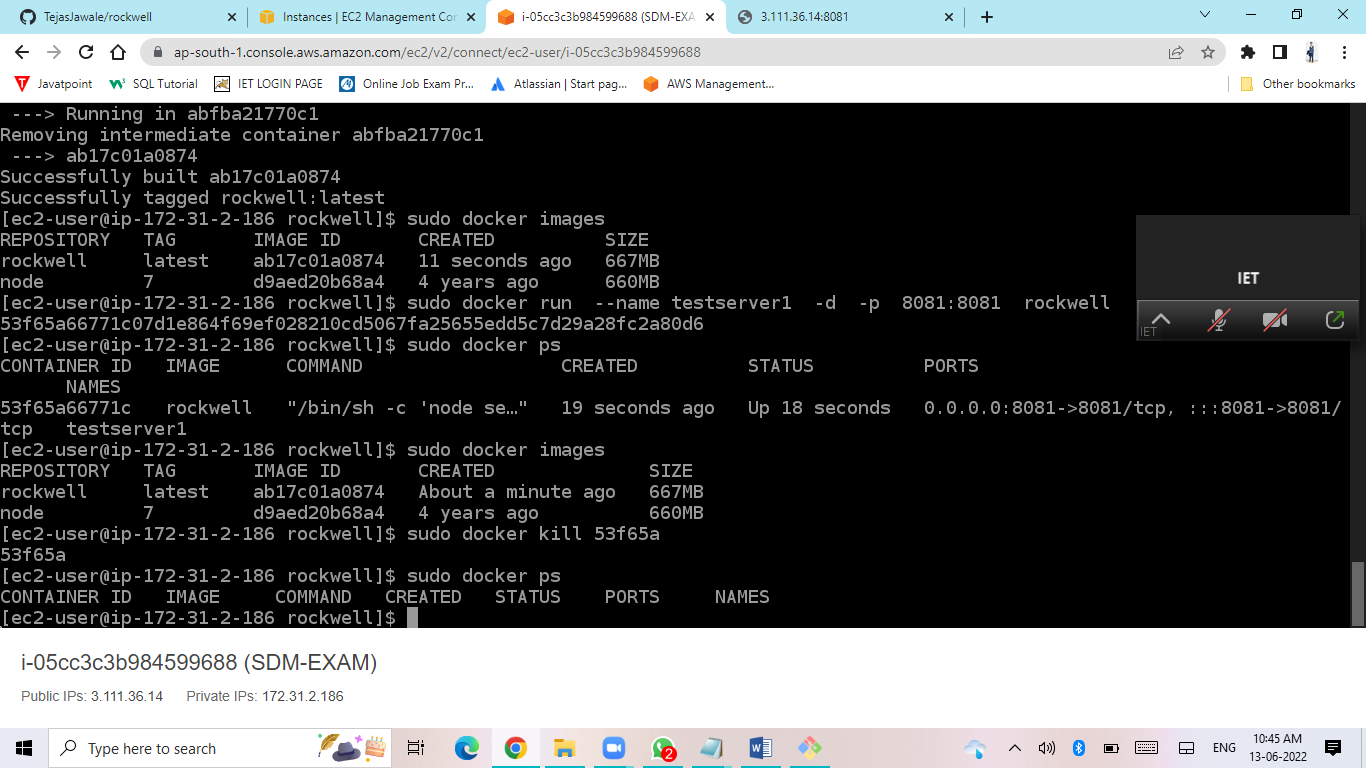 TejasJawale/rockwell
Instances | EC2 Management Con
i-05cc3c3b984599688 (SDM-EXA
3.111.36.14:8081
ap-south-1.console.aws.amazon.com/ec2/v2/connect/ec2-user/i-05cc3c3b984599688
Javatpoint
SQL Tutorial
IET LOGIN PAGE
Online Job Exam Pr...
Atlassian | Start pag...
AWS Management...
Other bookmarks
---> Running in abfba21770c1
Removing intermediate container abfba21770c1
---> ab17c01a0874
Successfully built ab17c01a0874
Successfully tagged rockwell:latest
[ec2-user@ip-172-31-2-186 rockwell]$ sudo docker images
REPOSITORY   TAG       IMAGE ID       CREATED          SIZE
rockwell     latest    ab17c01a0874   11 seconds ago   667MB
node         7         d9aed20b68a4   4 years ago      660MB
[ec2-user@ip-172-31-2-186 rockwell]$ sudo docker run  --name testserver1  -d  -p  8081:8081  rockwell
53f65a66771c07d1e864f69ef028210cd5067fa25655edd5c7d29a28fc2a80d6
[ec2-user@ip-172-31-2-186 rockwell]$ sudo docker ps
CONTAINER ID   IMAGE      COMMAND                  CREATED          STATUS          PORTS
NAMES
53f65a66771c   rockwell   "/bin/sh -c 'node se…"   19 seconds ago   Up 18 seconds   0.0.0.0:8081->8081/tcp, :::8081->8081/
tcp   testserver1
[ec2-user@ip-172-31-2-186 rockwell]$ sudo docker images
REPOSITORY   TAG       IMAGE ID       CREATED              SIZE
rockwell     latest    ab17c01a0874   About a minute ago   667MB
node         7         d9aed20b68a4   4 years ago          660MB
[ec2-user@ip-172-31-2-186 rockwell]$ sudo docker kill 53f65a
53f65a
[ec2-user@ip-172-31-2-186 rockwell]$ sudo docker ps
CONTAINER ID   IMAGE     COMMAND   CREATED   STATUS    PORTS     NAMES
[ec2-user@ip-172-31-2-186 rockwell]$
IET
IET
i-05cc3c3b984599688 (SDM-EXAM)
Public IPs: 3.111.36.14   Private IPs: 172.31.2.186
Type here to search
2
ENG
10:45 AM
13-06-2022